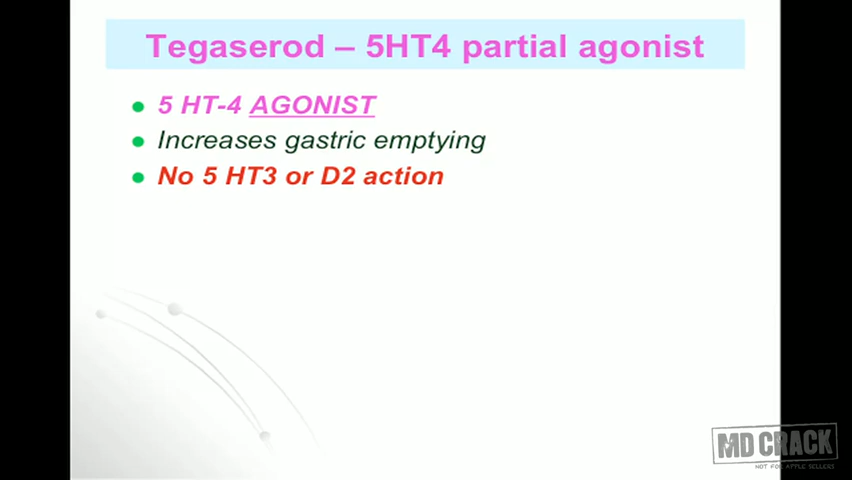 Tegaserod – 5HT4 partial agonist
5 HT-4 AGONIST
Increases gastric emptying
No 5 HT3 or D2 action
MD CRACK
NOT FOR APPLE SELLERS